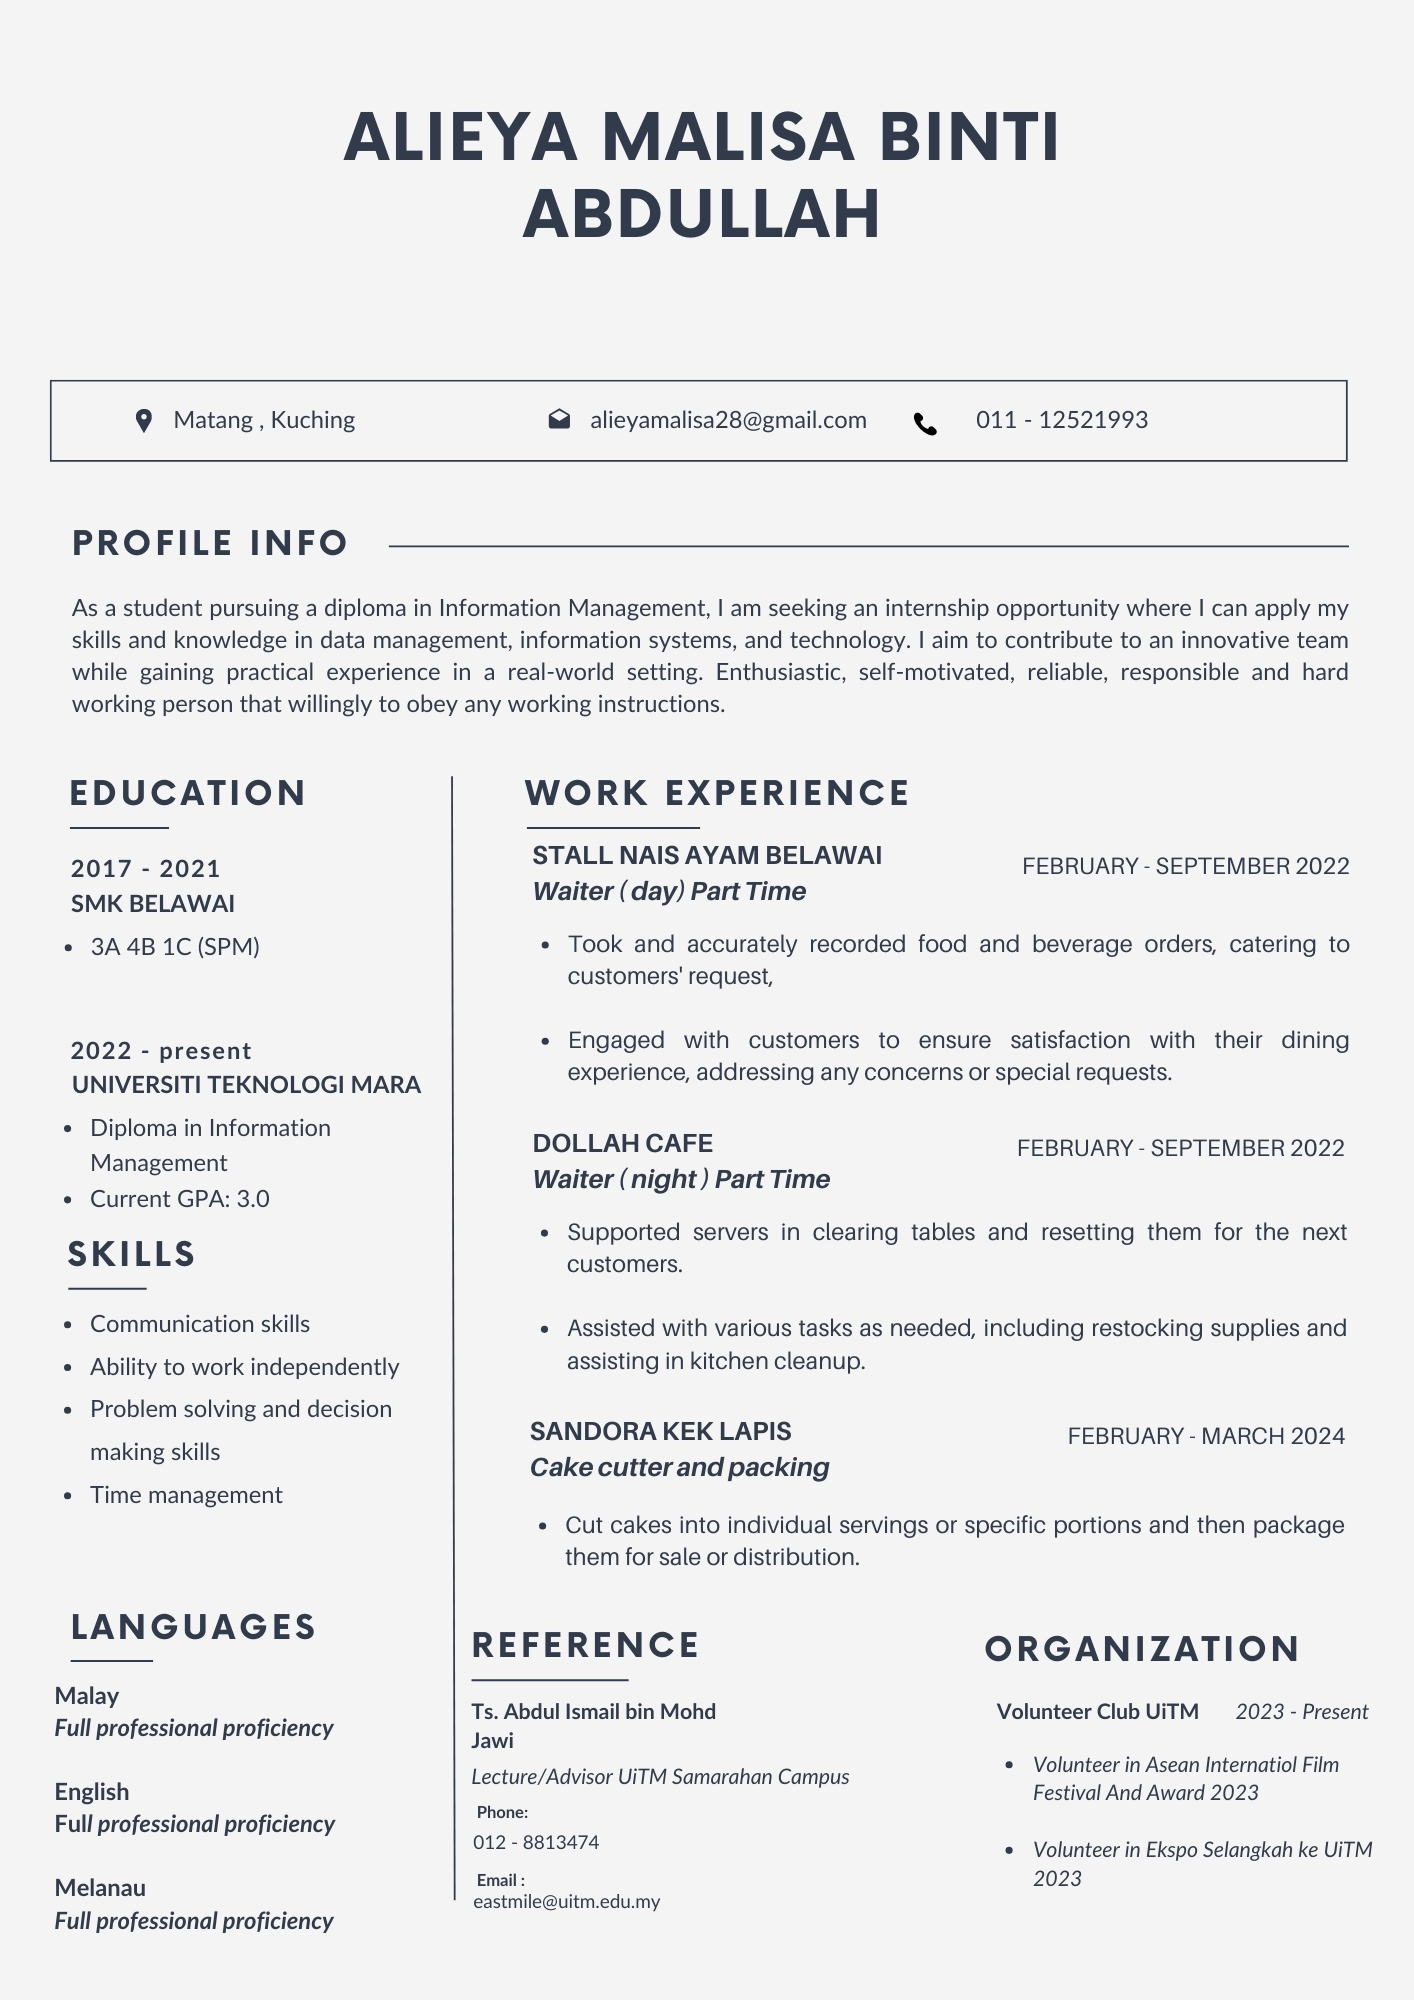 ALIEYA MALISA BINTI
ABDULLAH
Matang , Kuching
alieyamalisa28@gmail.com
011 - 12521993
PROFILE INFO
As a student pursuing a diploma in Information Management, I am seeking an internship opportunity where I can apply my
skills and knowledge in data management, information systems, and technology. I aim to contribute to an innovative team
while gaining practical experience in a real-world setting. Enthusiastic, self-motivated, reliable, responsible and hard
working person that willingly to obey any working instructions.
EDUCATION
2017 - 2021
SMK BELAWAI
• 3A 4B 1C (SPM)
2022 - present
UNIVERSITI TEKNOLOGI MARA
• Diploma in Information
Management
• Current GPA: 3.0
SKILLS
• Communication skills
• Ability to work independently
• Problem solving and decision
making skills
• Time management
LANGUAGES
Malay
Full professional proficiency
English
Full professional proficiency
Melanau
Full professional proficiency
WORK EXPERIENCE
STALL NAIS AYAM BELAWAI
FEBRUARY - SEPTEMBER 2022
Waiter ( day) Part Time
• Took and accurately recorded food and beverage orders, catering to
customers' request,
• Engaged with customers to ensure satisfaction with their dining
experience, addressing any concerns or special requests.
DOLLAH CAFE
FEBRUARY - SEPTEMBER 2022
Waiter ( night ) Part Time
• Supported servers in clearing tables and resetting them for the next
customers.
• Assisted with various tasks as needed, including restocking supplies and
assisting in kitchen cleanup.
SANDORA KEK LAPIS
FEBRUARY - MARCH 2024
Cake cutter and packing
• Cut cakes into individual servings or specific portions and then package
them for sale or distribution.
REFERENCE
Ts. Abdul Ismail bin Mohd
Jawi
Lecture/Advisor UiTM Samarahan Campus
Phone:
012 - 8813474
Email :
eastmile@uitm.edu.my
ORGANIZATION
Volunteer Club UiTM 2023 - Present
• Volunteer in Asean Internatiol Film
Festival And Award 2023
• Volunteer in Ekspo Selangkah ke UiTM
2023